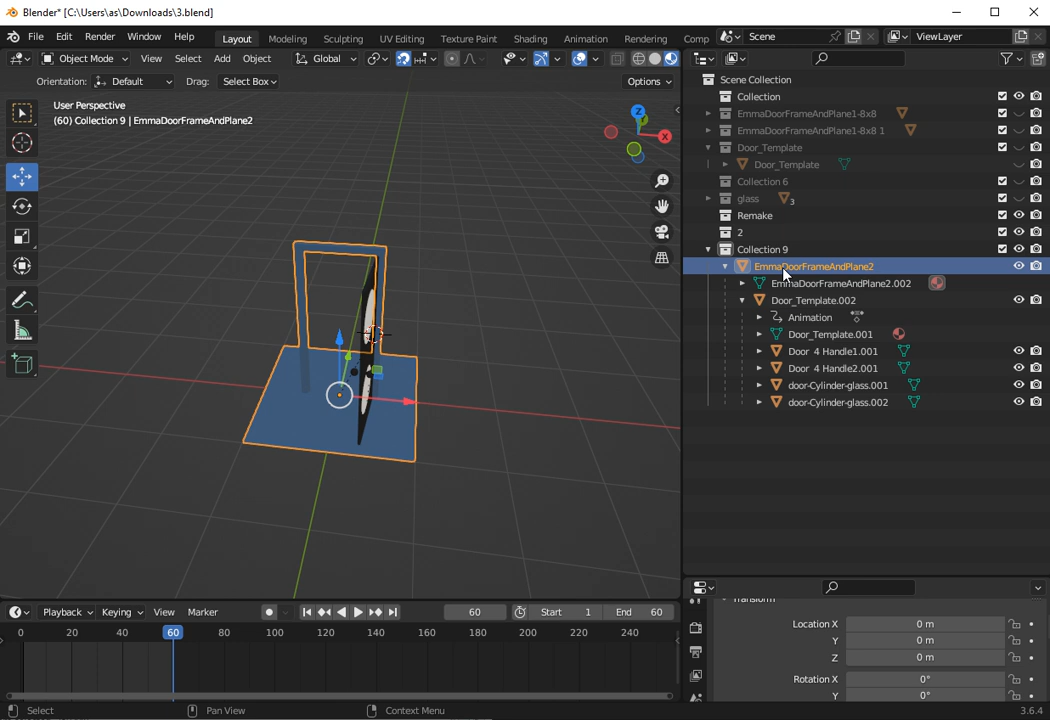 Blender* [C:\Users\as\Downloads\3.blend]
File Edit Render Window Help Layout Modeling Sculpting UV Editing Texture Paint Shading Animation Rendering Comp Scene ViewLayer
Object Mode View Select Add Object Global
Orientation: Default Drag: Select Box Options
User Perspective
(60) Collection 9 | EmmaDoorFrameAndPlane2
Z
X
Scene Collection
Collection
EmmaDoorFrameAndPlane1-8x8
EmmaDoorFrameAndPlane1-8x8 1
Door_Template
Door_Template
Collection 6
glass 3
Remake
2
Collection 9
EmmaDoorFrameAndPlane2
EmmaDoorFrameAndPlane2.002
Door_Template.002
Animation
Door_Template.001
Door 4 Handle1.001
Door 4 Handle2.001
door-Cylinder-glass.001
door-Cylinder-glass.002
Playback Keying View Marker 60 Start 1 End 60
0 20 40 60 80 100 120 140 160 180 200 220 240
Transform
Location X 0 m
Y 0 m
Z 0 m
Rotation X 0°
Y 0°
Select Pan View Context Menu 3.6.4